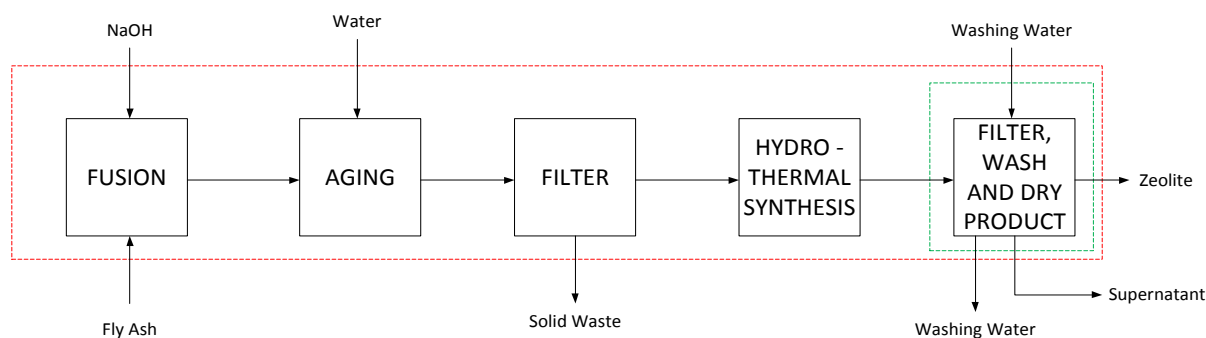 NaOH
Water
Washing Water
FUSION
AGING
FILTER
HYDRO -
THERMAL
SYNTHESIS
FILTER,
WASH
AND DRY
PRODUCT
Zeolite
Supernatant
Fly Ash
Solid Waste
Washing Water